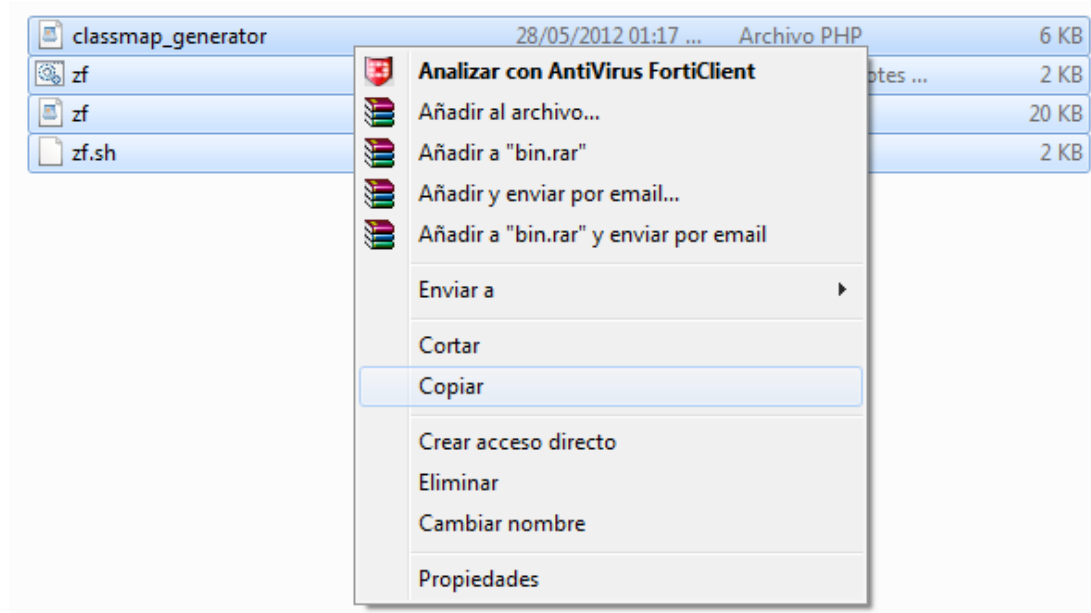 classmap_generator 28/05/2012 01:17 ... Archivo PHP 6 KB
zf ...otes ... 2 KB
zf 20 KB
zf.sh 2 KB
Analizar con AntiVirus FortiClient
Añadir al archivo...
Añadir a "bin.rar"
Añadir y enviar por email...
Añadir a "bin.rar" y enviar por email
Enviar a
Cortar
Copiar
Crear acceso directo
Eliminar
Cambiar nombre
Propiedades